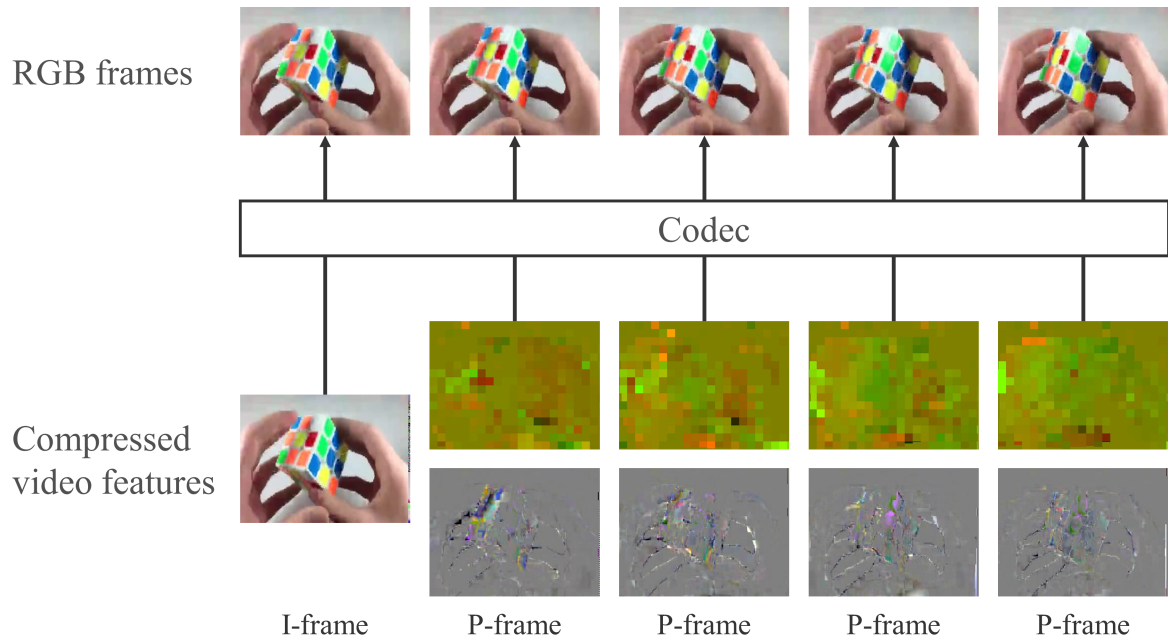 RGB frames
Codec
Compressed
video features
I-frame
P-frame
P-frame
P-frame
P-frame